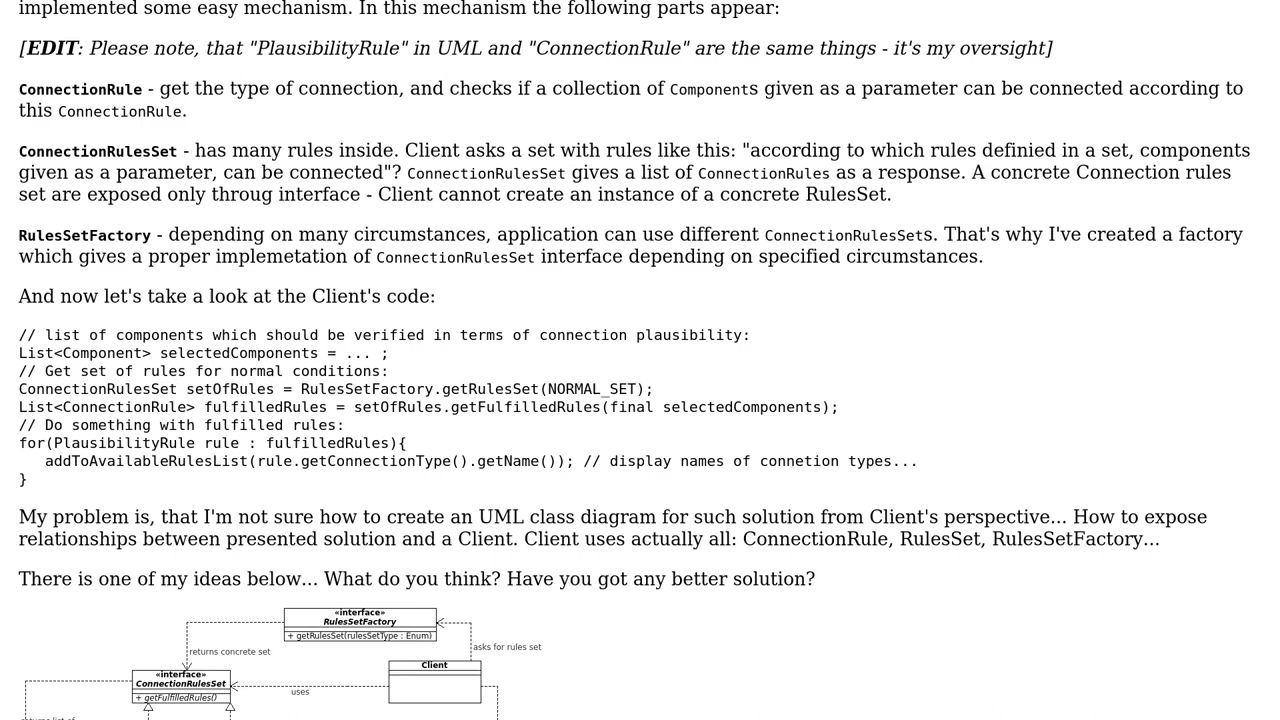 implemented some easy mechanism. In this mechanism the following parts appear:
[EDIT: Please note, that "PlausibilityRule" in UML and "ConnectionRule" are the same things - it's my oversight]
ConnectionRule - get the type of connection, and checks if a collection of Components given as a parameter can be connected according to
this ConnectionRule.
ConnectionRulesSet - has many rules inside. Client asks a set with rules like this: "according to which rules definied in a set, components
given as a parameter, can be connected"? ConnectionRulesSet gives a list of ConnectionRules as a response. A concrete Connection rules
set are exposed only throug interface - Client cannot create an instance of a concrete RulesSet.
RulesSetFactory - depending on many circumstances, application can use different ConnectionRulesSets. That's why I've created a factory
which gives a proper implemetation of ConnectionRulesSet interface depending on specified circumstances.
And now let's take a look at the Client's code:
// list of components which should be verified in terms of connection plausibility:
List<Component> selectedComponents = ... ;
// Get set of rules for normal conditions:
ConnectionRulesSet setOfRules = RulesSetFactory.getRulesSet(NORMAL_SET);
List<ConnectionRule> fulfilledRules = setOfRules.getFulfilledRules(final selectedComponents);
// Do something with fulfilled rules:
for(PlausibilityRule rule : fulfilledRules){
   addToAvailableRulesList(rule.getConnectionType().getName()); // display names of connetion types...
}
My problem is, that I'm not sure how to create an UML class diagram for such solution from Client's perspective... How to expose
relationships between presented solution and a Client. Client uses actually all: ConnectionRule, RulesSet, RulesSetFactory...
There is one of my ideas below... What do you think? Have you got any better solution?
«interface»
RulesSetFactory
+ getRulesSet(rulesSetType : Enum)
asks for rules set
returns concrete set
Client
«interface»
ConnectionRulesSet
+ getFulfilledRules()
uses